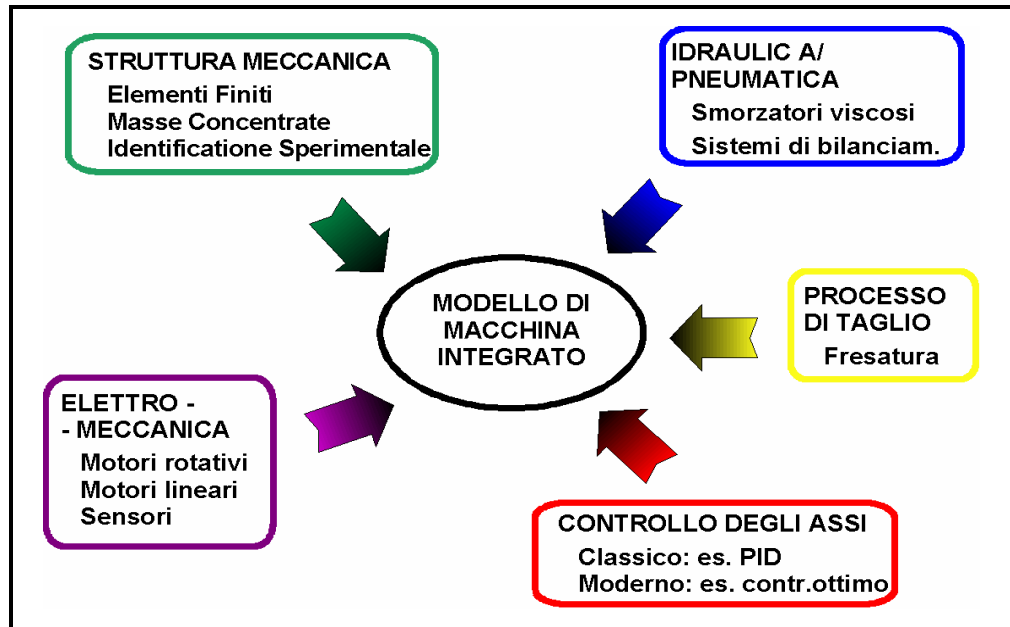 STRUTTURA MECCANICA
Elementi Finiti
Masse Concentrate
Identificatione Sperimentale
IDRAULIC A/
PNEUMATICA
Smorzatori viscosi
Sistemi di bilanciam.
MODELLO DI
MACCHINA
INTEGRATO
PROCESSO
DI TAGLIO
Fresatura
ELETTRO -
- MECCANICA
Motori rotativi
Motori lineari
Sensori
CONTROLLO DEGLI ASSI
Classico: es. PID
Moderno: es. contr.ottimo